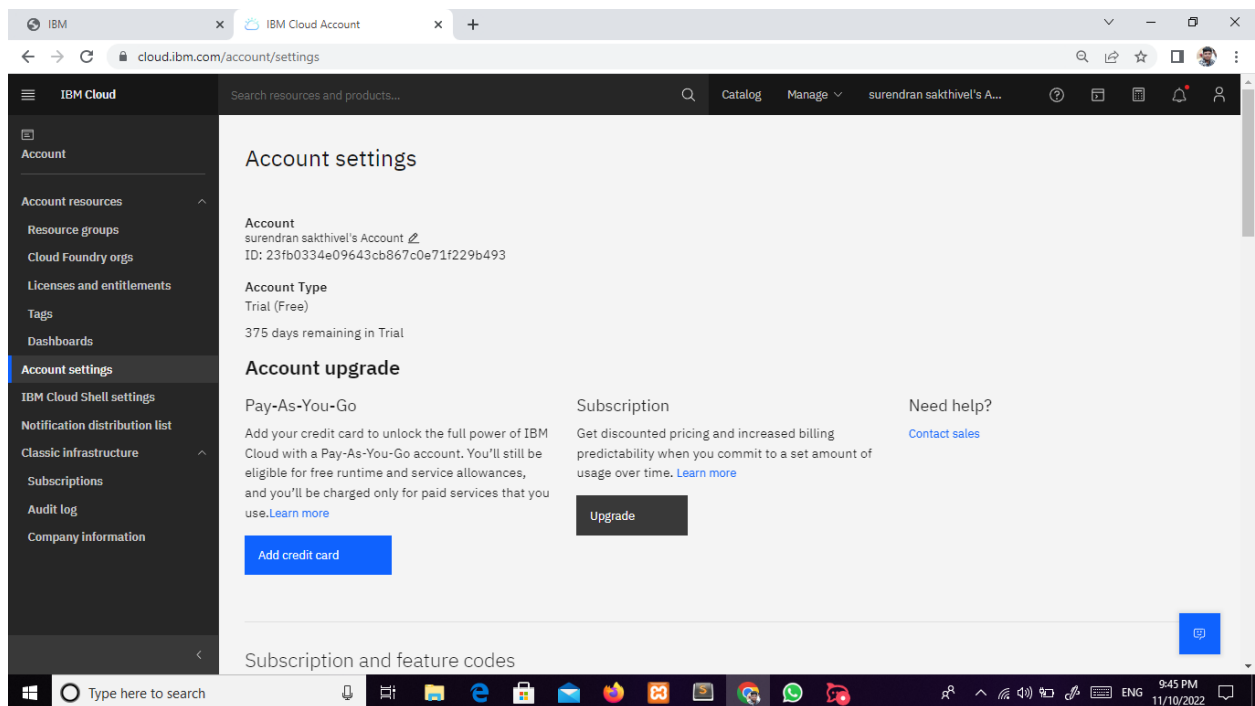 IBM
IBM Cloud Account
cloud.ibm.com/account/settings
IBM Cloud
Search resources and products...
Catalog
Manage
surendran sakthivel's A...
Account
Account resources
Resource groups
Cloud Foundry orgs
Licenses and entitlements
Tags
Dashboards
Account settings
IBM Cloud Shell settings
Notification distribution list
Classic infrastructure
Subscriptions
Audit log
Company information
Account settings
Account
surendran sakthivel's Account
ID: 23fb0334e09643cb867c0e71f229b493
Account Type
Trial (Free)
375 days remaining in Trial
Account upgrade
Pay-As-You-Go
Add your credit card to unlock the full power of IBM
Cloud with a Pay-As-You-Go account. You'll still be
eligible for free runtime and service allowances,
and you'll be charged only for paid services that you
use.Learn more
Add credit card
Subscription
Get discounted pricing and increased billing
predictability when you commit to a set amount of
usage over time. Learn more
Upgrade
Need help?
Contact sales
Subscription and feature codes
Type here to search
ENG
9:45 PM
11/10/2022